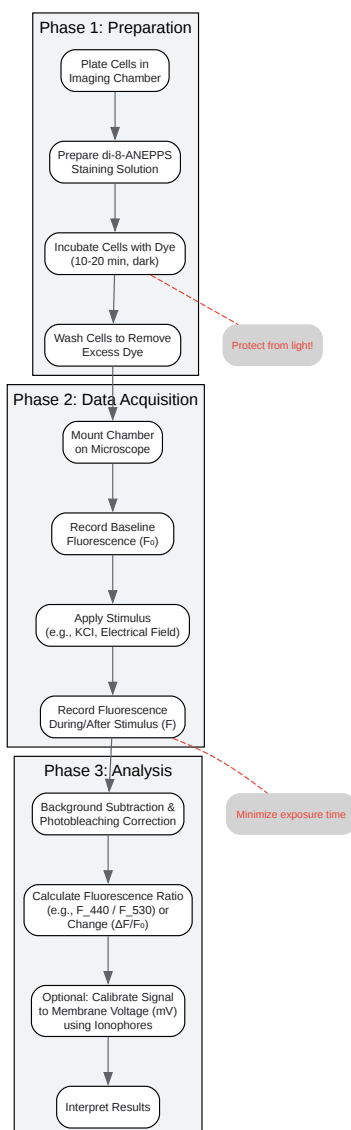 Phase 1: Preparation
Plate Cells in
Imaging Chamber
Prepare di-8-ANEPPS
Staining Solution
Incubate Cells with Dye
(10-20 min, dark)
Protect from light!
Wash Cells to Remove
Excess Dye
Phase 2: Data Acquisition
Mount Chamber
on Microscope
Record Baseline
Fluorescence (F₀)
Apply Stimulus
(e.g., KCl, Electrical Field)
Record Fluorescence
During/After Stimulus (F)
Minimize exposure time
Phase 3: Analysis
Background Subtraction &
Photobleaching Correction
Calculate Fluorescence Ratio
(e.g., F_440 / F_530) or
Change (ΔF/F₀)
Optional: Calibrate Signal
to Membrane Voltage (mV)
using Ionophores
Interpret Results